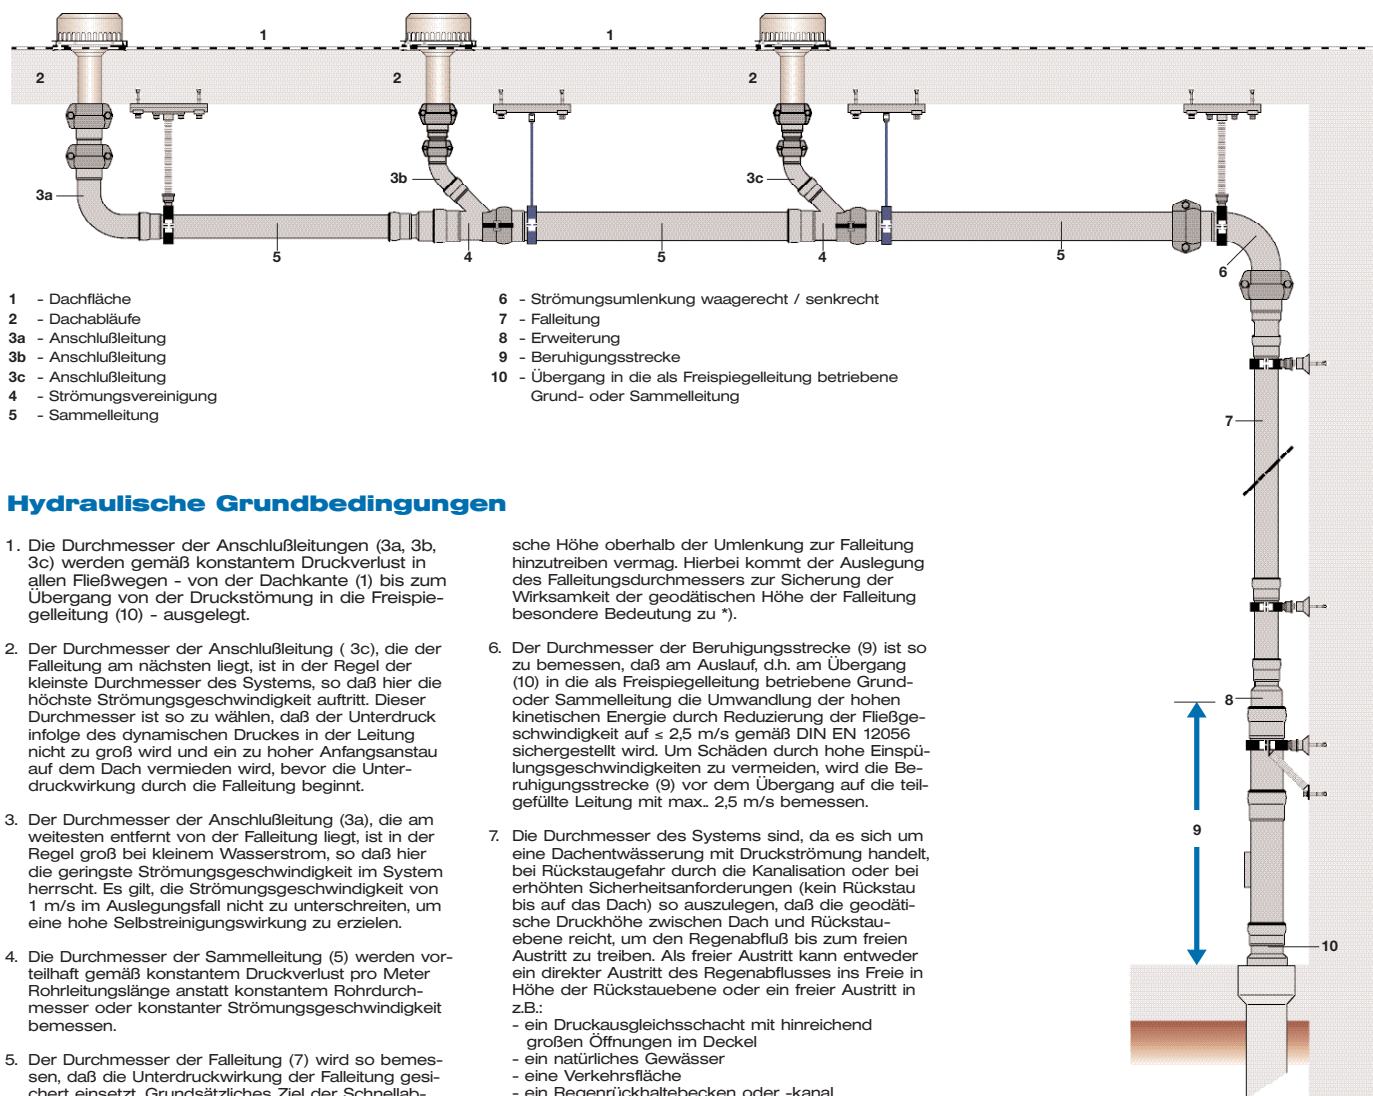 1
1
2
2
2
3a
3b
3c
5
4
5
4
5
6
1 - Dachfläche
2 - Dachabläufe
3a - Anschlußleitung
3b - Anschlußleitung
3c - Anschlußleitung
4 - Strömungsvereinigung
5 - Sammelleitung
6 - Strömungsumlenkung waagerecht / senkrecht
7 - Falleitung
8 - Erweiterung
9 - Beruhigungsstrecke
10 - Übergang in die als Freispiegelleitung betriebene
Grund- oder Sammelleitung
7
8
9
10
Hydraulische Grundbedingungen
1. Die Durchmesser der Anschlußleitungen (3a, 3b,
3c) werden gemäß konstantem Druckverlust in
allen Fließwegen - von der Dachkante (1) bis zum
Übergang von der Druckstömung in die Freispie-
gelleitung (10) - ausgelegt.
2. Der Durchmesser der Anschlußleitung ( 3c), die der
Falleitung am nächsten liegt, ist in der Regel der
kleinste Durchmesser des Systems, so daß hier die
höchste Strömungsgeschwindigkeit auftritt. Dieser
Durchmesser ist so zu wählen, daß der Unterdruck
infolge des dynamischen Druckes in der Leitung
nicht zu groß wird und ein zu hoher Anfangsanstau
auf dem Dach vermieden wird, bevor die Unter-
druckwirkung durch die Falleitung beginnt.
3. Der Durchmesser der Anschlußleitung (3a), die am
weitesten entfernt von der Falleitung liegt, ist in der
Regel groß bei kleinem Wasserstrom, so daß hier
die geringste Strömungsgeschwindigkeit im System
herrscht. Es gilt, die Strömungsgeschwindigkeit von
1 m/s im Auslegungsfall nicht zu unterschreiten, um
eine hohe Selbstreinigungswirkung zu erzielen.
4. Die Durchmesser der Sammelleitung (5) werden vor-
teilhaft gemäß konstantem Druckverlust pro Meter
Rohrleitungslänge anstatt konstantem Rohrdurch-
messer oder konstanter Strömungsgeschwindigkeit
bemessen.
5. Der Durchmesser der Falleitung (7) wird so bemes-
sen, daß die Unterdruckwirkung der Falleitung gesi-
chert einsetzt. Grundsätzliches Ziel der Schnellab-
sche Höhe oberhalb der Umlenkung zur Falleitung
hinzutreiben vermag. Hierbei kommt der Auslegung
des Falleitungsdurchmessers zur Sicherung der
Wirksamkeit der geodätischen Höhe der Falleitung
besondere Bedeutung zu *).
6. Der Durchmesser der Beruhigungsstrecke (9) ist so
zu bemessen, daß am Auslauf, d.h. am Übergang
(10) in die als Freispiegelleitung betriebene Grund-
oder Sammelleitung die Umwandlung der hohen
kinetischen Energie durch Reduzierung der Fließge-
schwindigkeit auf ≤ 2,5 m/s gemäß DIN EN 12056
sichergestellt wird. Um Schäden durch hohe Einspü-
lungsgeschwindigkeiten zu vermeiden, wird die Be-
ruhigungsstrecke (9) vor dem Übergang auf die teil-
gefüllte Leitung mit max.. 2,5 m/s bemessen.
7. Die Durchmesser des Systems sind, da es sich um
eine Dachentwässerung mit Druckströmung handelt,
bei Rückstaugefahr durch die Kanalisation oder bei
erhöhten Sicherheitsanforderungen (kein Rückstau
bis auf das Dach) so auszulegen, daß die geodäti-
sche Druckhöhe zwischen Dach und Rückstau-
ebene reicht, um den Regenabfluß bis zum freien
Austritt zu treiben. Als freier Austritt kann entweder
ein direkter Austritt des Regenabflusses ins Freie in
Höhe der Rückstauebene oder ein freier Austritt in
z.B.:
- ein Druckausgleichsschacht mit hinreichend
großen Öffnungen im Deckel
- ein natürliches Gewässer
- eine Verkehrsfläche
- ein Regenrückhaltebecken oder -kanal